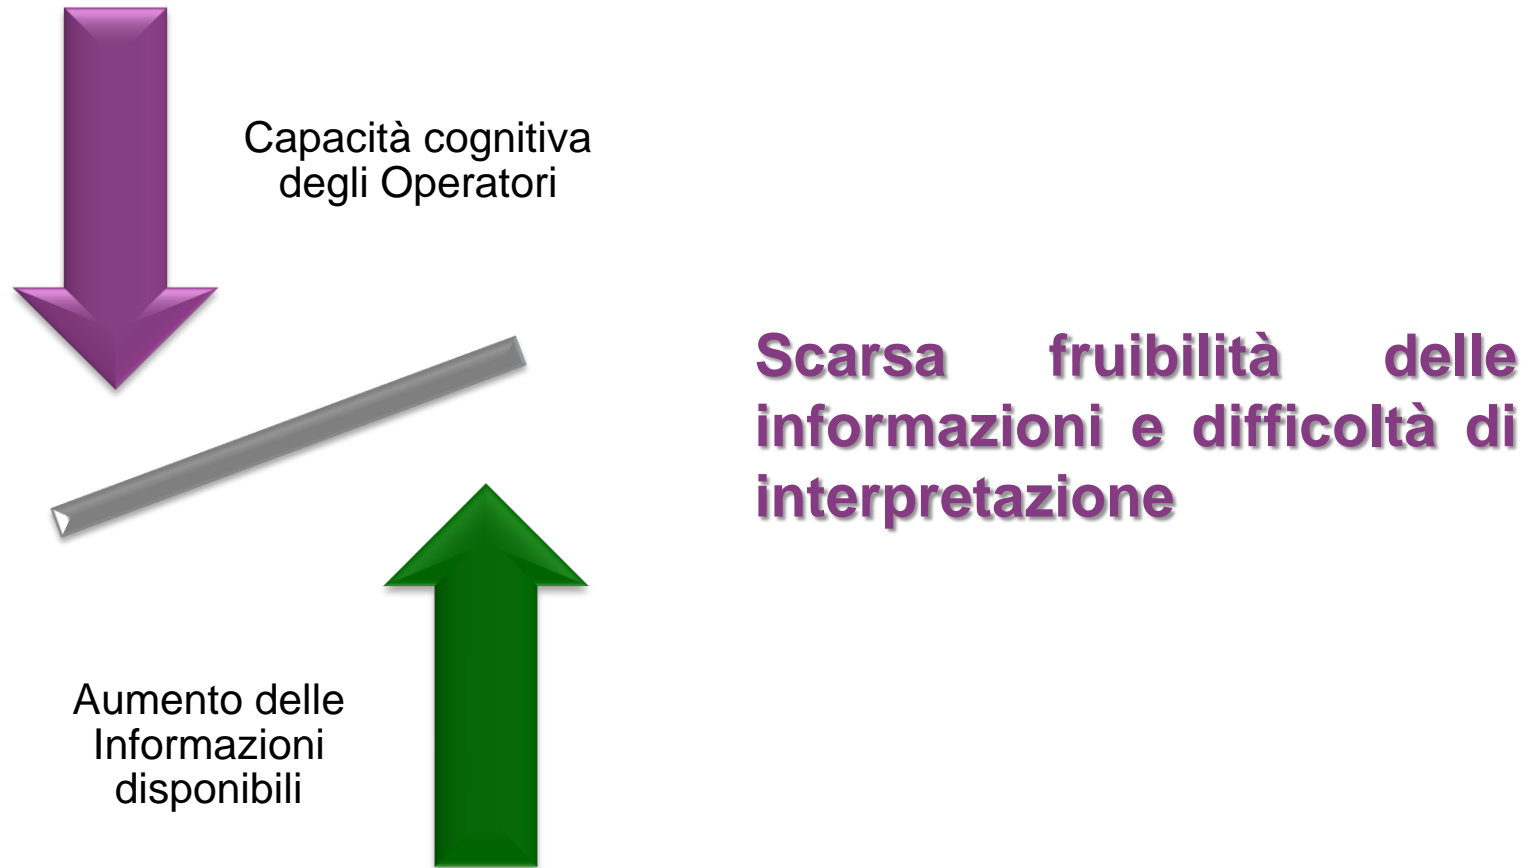 Capacità cognitiva
degli Operatori
Scarsa fruibilità delle
informazioni e difficoltà di
interpretazione
Aumento delle
Informazioni
disponibili